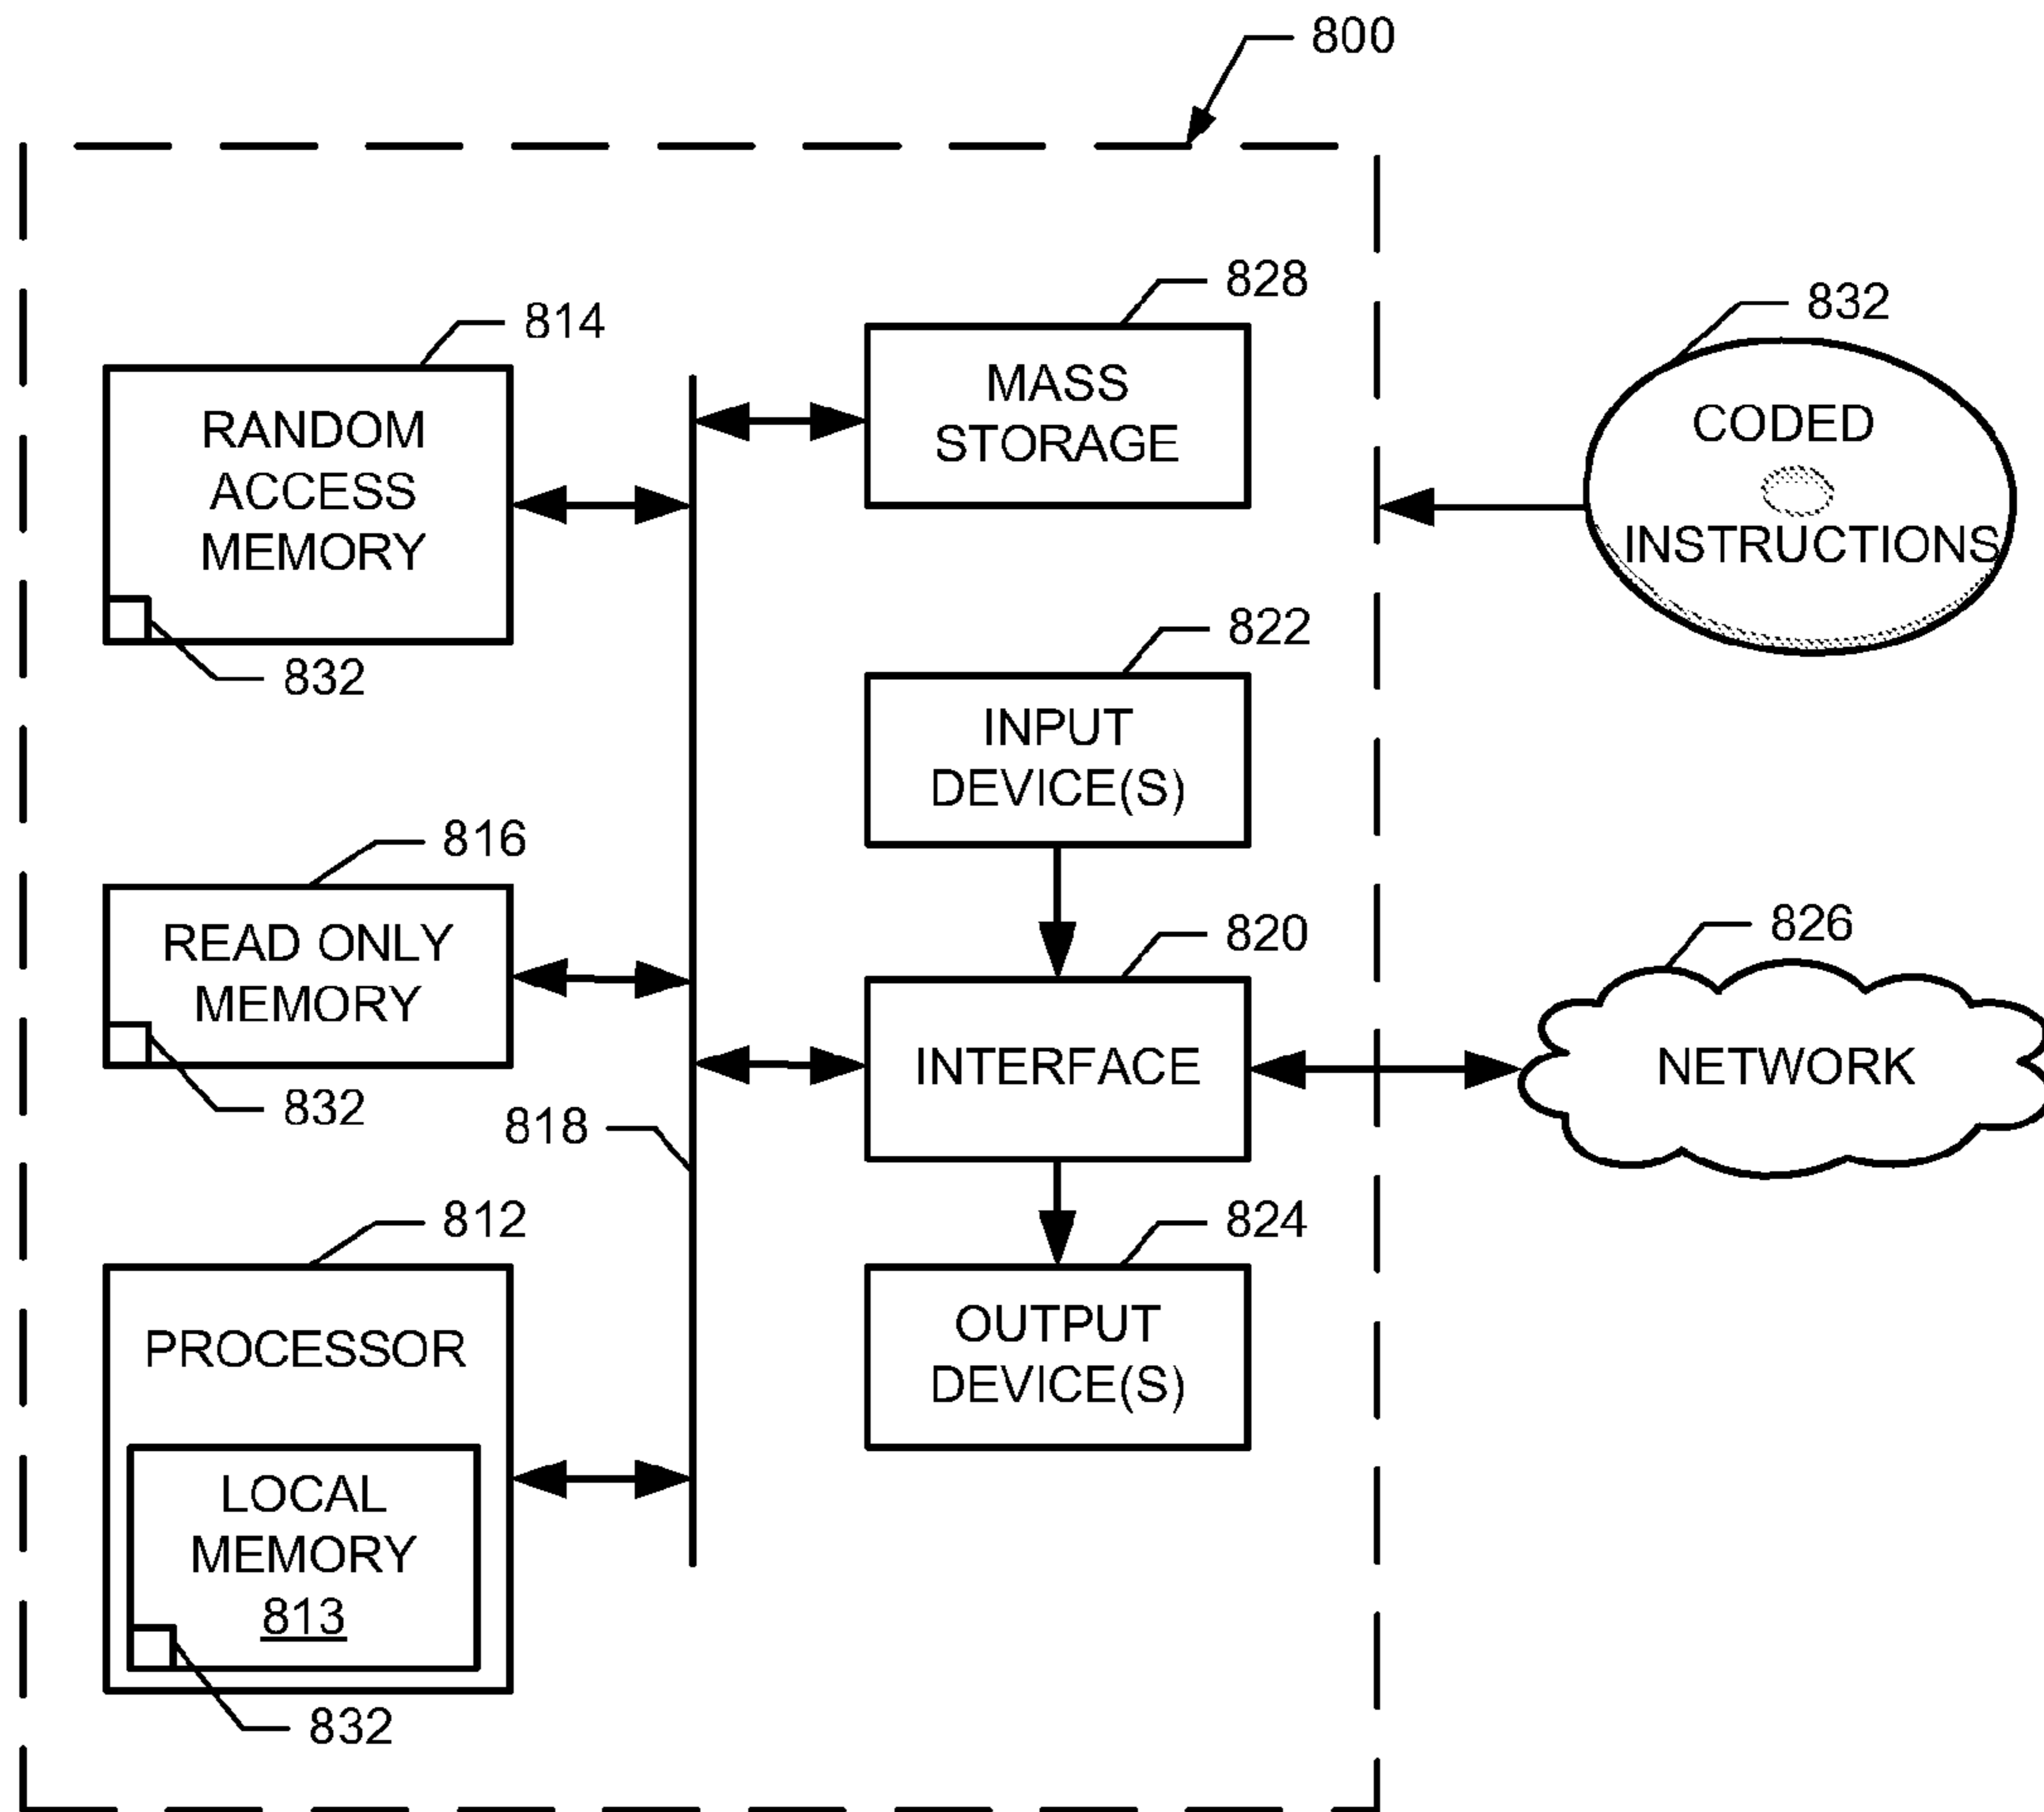 800
814
RANDOM
ACCESS
MEMORY
832
828
MASS
STORAGE
832
CODED
INSTRUCTIONS
822
INPUT
DEVICE(S)
816
READ ONLY
MEMORY
832
818
820
INTERFACE
826
NETWORK
812
PROCESSOR
LOCAL
MEMORY
813
832
824
OUTPUT
DEVICE(S)